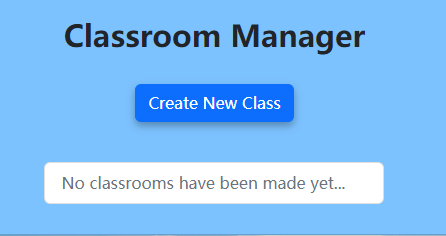 Classroom Manager
Create New Class
No classrooms have been made yet...